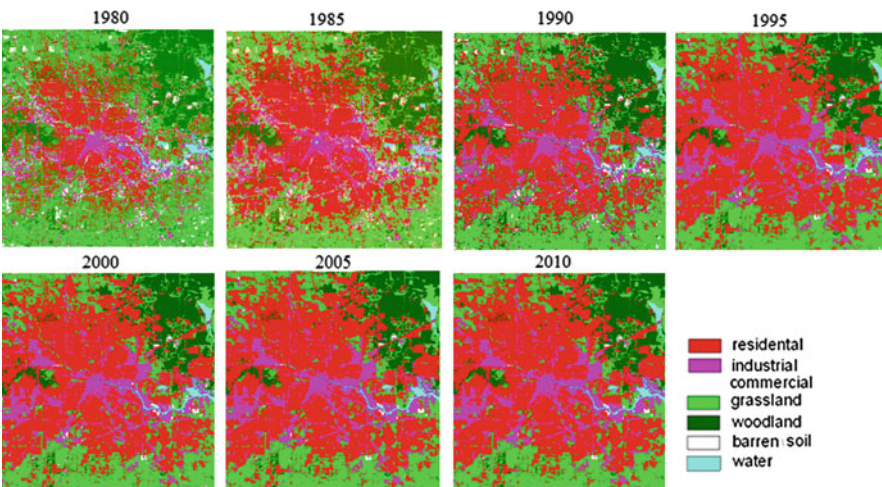 1980
1985
1990
1995
2000
2005
2010
residental
industrial
commercial
grassland
woodland
barren soil
water